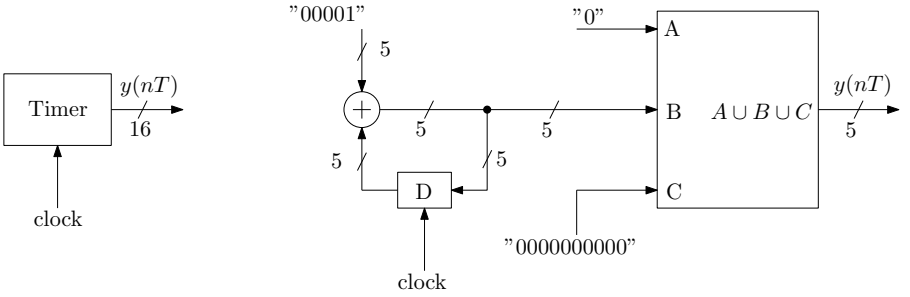 Timer
y(nT)
16
clock
"00001"
5
5
5
5
5
D
clock
"0"
A
B
C
A ∪ B ∪ C
"0000000000"
y(nT)
5